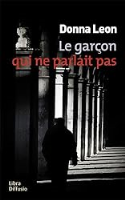 Donna Leon
Le garçon
qui ne parlait pas
Libra
Diffusio